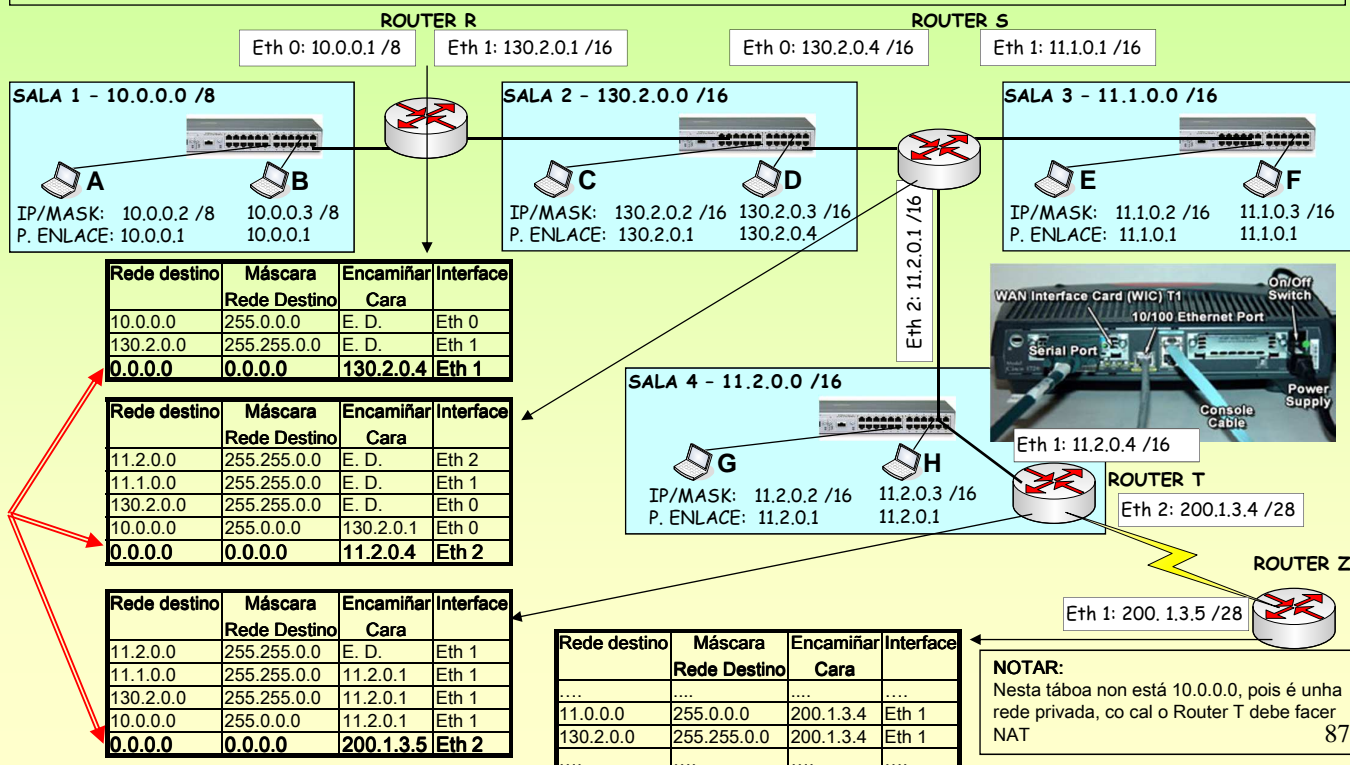 ROUTER R
ROUTER S
Eth 0: 10.0.0.1 /8
Eth 1: 130.2.0.1 /16
Eth 0: 130.2.0.4 /16
Eth 1: 11.1.0.1 /16
SALA 1 - 10.0.0.0 /8
A
B
IP/MASK: 10.0.0.2 /8 10.0.0.3 /8
P. ENLACE: 10.0.0.1 10.0.0.1
SALA 2 - 130.2.0.0 /16
C
D
IP/MASK: 130.2.0.2 /16 130.2.0.3 /16
P. ENLACE: 130.2.0.1 130.2.0.4
SALA 3 - 11.1.0.0 /16
E
F
IP/MASK: 11.1.0.2 /16 11.1.0.3 /16
P. ENLACE: 11.1.0.1 11.1.0.1
Eth 2: 11.2.0.1 /16
Rede destino Máscara Encamiñar Interface
Rede Destino Cara
10.0.0.0 255.0.0.0 E. D. Eth 0
130.2.0.0 255.255.0.0 E. D. Eth 1
0.0.0.0 0.0.0.0 130.2.0.4 Eth 1
WAN Interface Card (WIC) T1
On/Off
Switch
10/100 Ethernet Port
Serial Port
Console
Cable
Power
Supply
SALA 4 - 11.2.0.0 /16
G
H
IP/MASK: 11.2.0.2 /16 11.2.0.3 /16
P. ENLACE: 11.2.0.1 11.2.0.1
Eth 1: 11.2.0.4 /16
ROUTER T
Eth 2: 200.1.3.4 /28
ROUTER Z
Eth 1: 200. 1.3.5 /28
Rede destino Máscara Encamiñar Interface
Rede Destino Cara
11.2.0.0 255.255.0.0 E. D. Eth 2
11.1.0.0 255.255.0.0 E. D. Eth 1
130.2.0.0 255.255.0.0 E. D. Eth 0
10.0.0.0 255.0.0.0 130.2.0.1 Eth 0
0.0.0.0 0.0.0.0 11.2.0.4 Eth 2
Rede destino Máscara Encamiñar Interface
Rede Destino Cara
11.2.0.0 255.255.0.0 E. D. Eth 1
11.1.0.0 255.255.0.0 11.2.0.1 Eth 1
130.2.0.0 255.255.0.0 11.2.0.1 Eth 1
10.0.0.0 255.0.0.0 11.2.0.1 Eth 1
0.0.0.0 0.0.0.0 200.1.3.5 Eth 2
Rede destino Máscara Encamiñar Interface
Rede Destino Cara
.... .... .... ....
11.0.0.0 255.0.0.0 200.1.3.4 Eth 1
130.2.0.0 255.255.0.0 200.1.3.4 Eth 1
.... .... .... ....
NOTAR:
Nesta táboa non está 10.0.0.0, pois é unha
rede privada, co cal o Router T debe facer
NAT
87